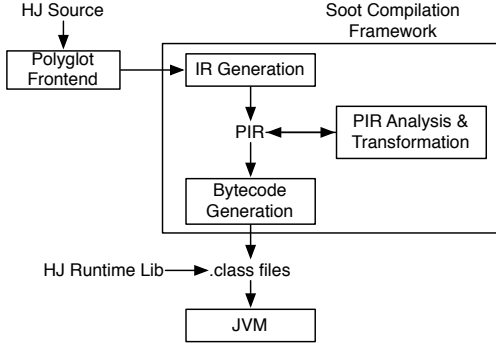 HJ Source
Soot Compilation
Framework
Polyglot
Frontend
IR Generation
PIR
PIR Analysis &
Transformation
Bytecode
Generation
HJ Runtime Lib
.class files
JVM